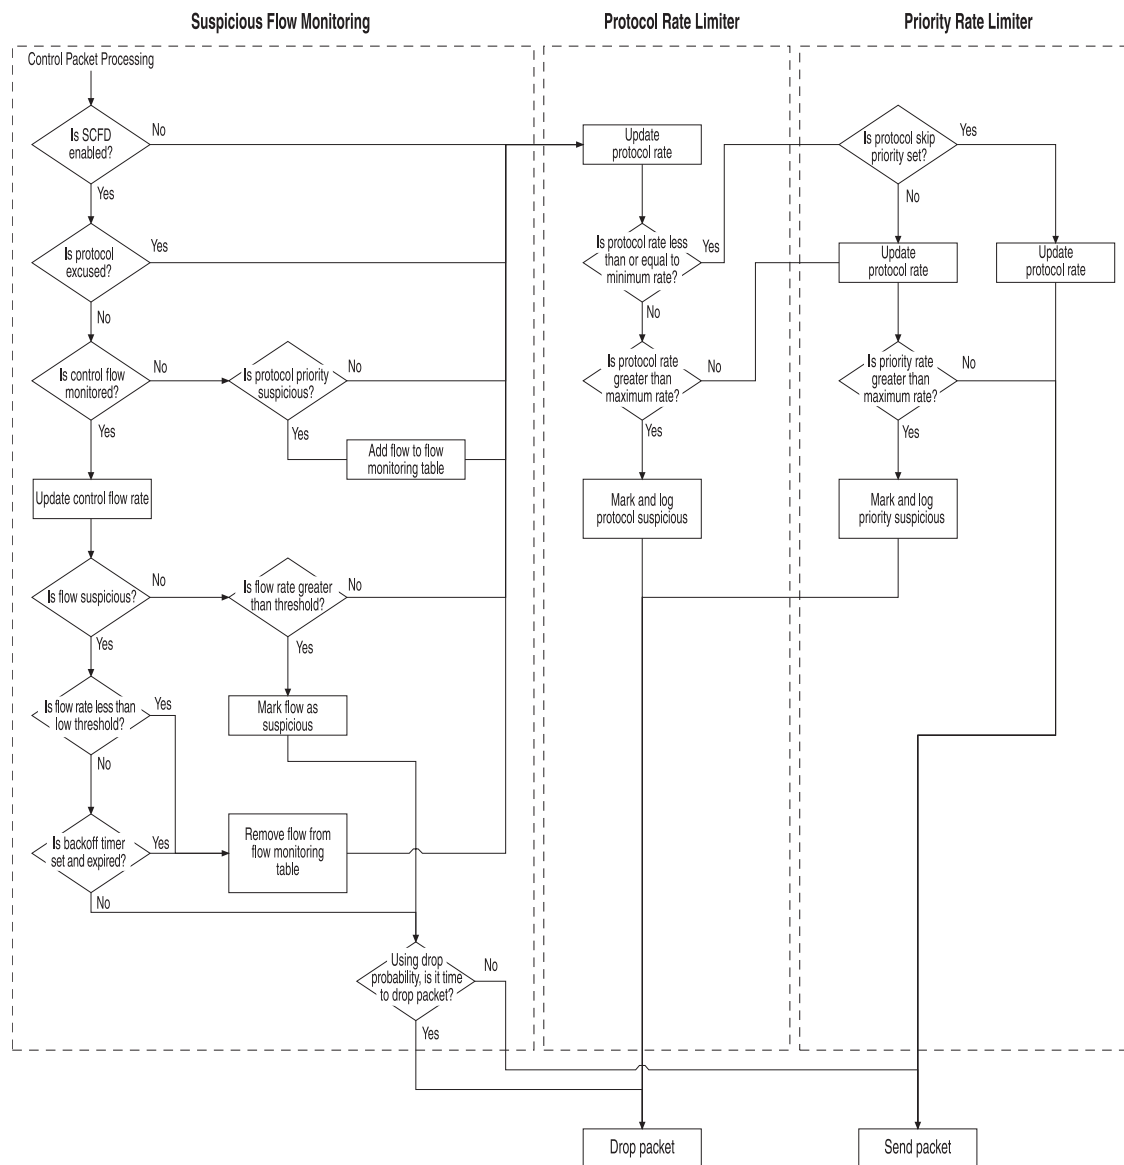 Suspicious Flow Monitoring
Protocol Rate Limiter
Priority Rate Limiter
Control Packet Processing
Is SCFD
enabled?
No
Yes
Is protocol
excused?
Yes
No
Is control flow
monitored?
No
Yes
Is protocol priority
suspicious?
No
Yes
Add flow to flow
monitoring table
Update control flow rate
Is flow suspicious?
No
Yes
Is flow rate greater
than threshold?
No
Yes
Mark flow as
suspicious
Is flow rate less than
low threshold?
Yes
No
Is backoff timer
set and expired?
Yes
No
Remove flow from
flow monitoring
table
Using drop
probability, is it time
to drop packet?
No
Yes
Update
protocol rate
Is protocol rate less
than or equal to
minimum rate?
Yes
No
Is protocol rate
greater than
maximum rate?
No
Yes
Mark and log
protocol suspicious
Is protocol skip
priority set?
Yes
No
Update
protocol rate
Update
protocol rate
Is priority rate
greater than
maximum rate?
No
Yes
Mark and log
priority suspicious
Drop packet
Send packet